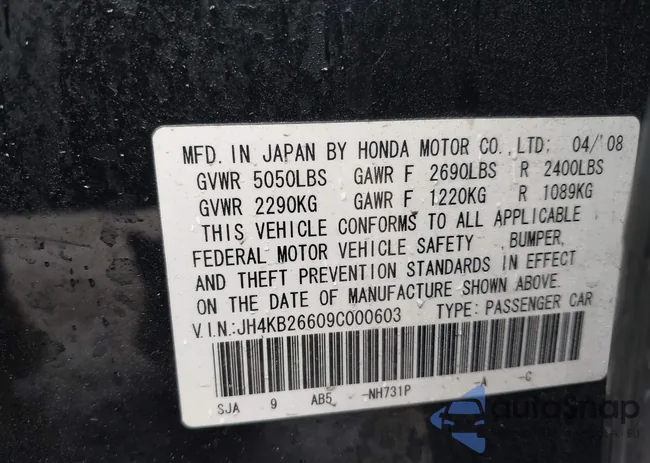 MFD. IN JAPAN BY HONDA MOTOR CO., LTD: 04/'08
GVWR 5050LBS GAWR F 2690LBS R 2400LBS
GVWR 2290KG GAWR F 1220KG R 1089KG
THIS VEHICLE CONFORMS TO ALL APPLICABLE
FEDERAL MOTOR VEHICLE SAFETY, BUMPER,
AND THEFT PREVENTION STANDARDS IN EFFECT
ON THE DATE OF MANUFACTURE SHOWN ABOVE.
V.I.N.:JH4KB26609C000603 TYPE: PASSENGER CAR
SJA 9 AB5 -NH731P -A -C
autoSnap